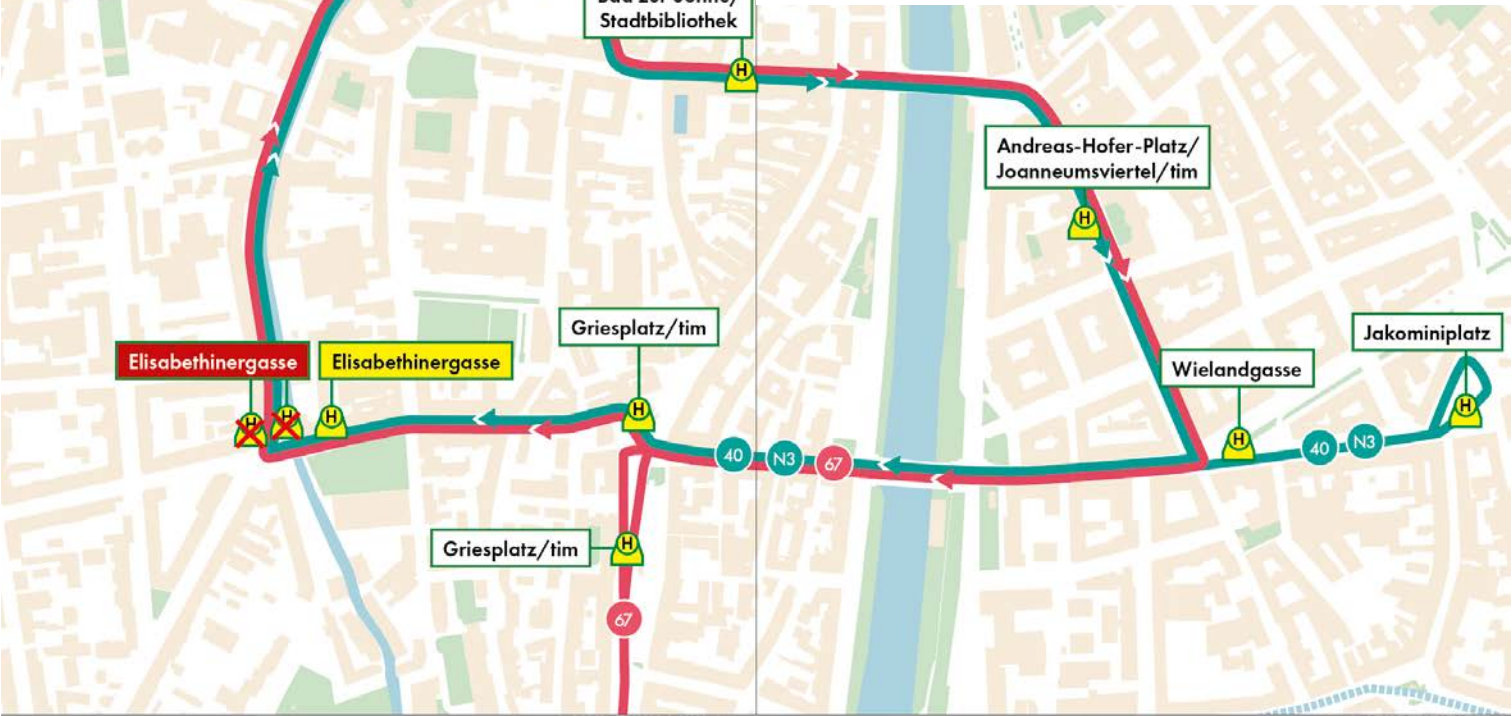 Stadtbibliothek
H
Andreas-Hofer-Platz/
Joanneumsviertel/tim
H
Griesplatz/tim
Jakominiplatz
Elisabethinergasse
Elisabethinergasse
Wielandgasse
H
H
H
H
H
H
40
N3
67
40
N3
Griesplatz/tim
H
67